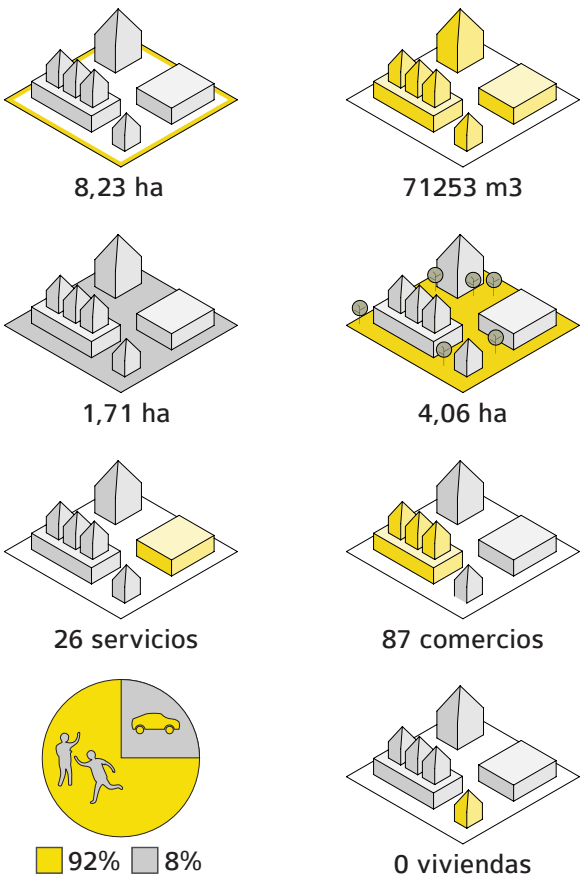 8,23 ha
71253 m3
1,71 ha
4,06 ha
26 servicios
87 comercios
92% 8%
0 viviendas